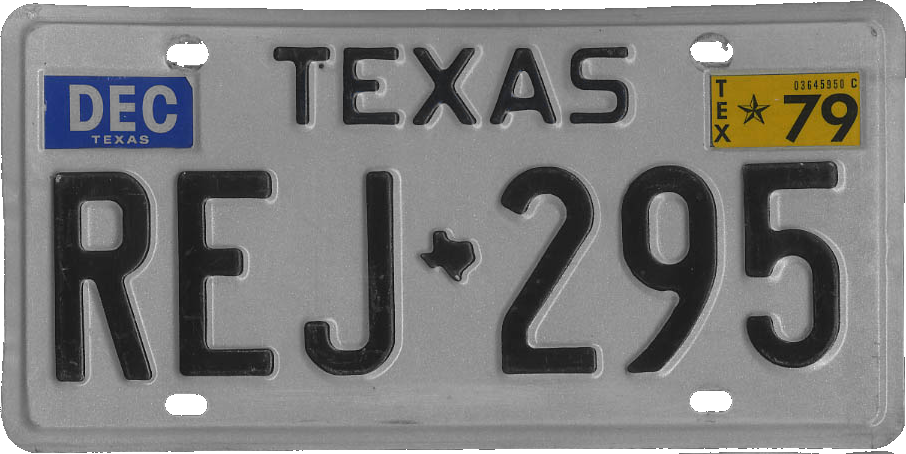 TEXAS
DEC
TEXAS
TEX
03645950 C
79
REJ 295